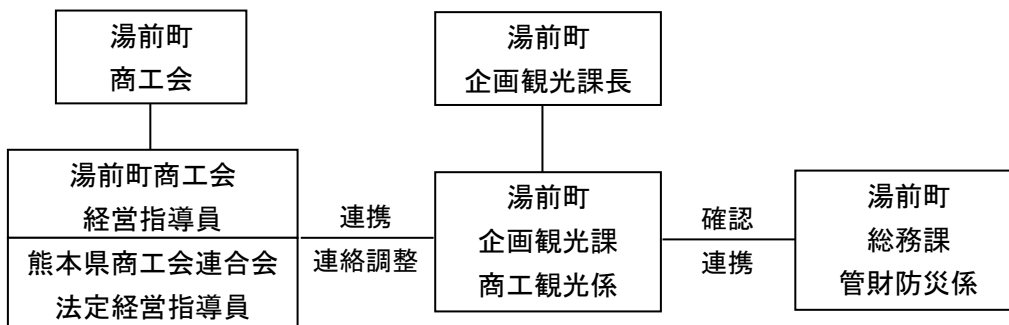 湯前町
商工会
湯前町
企画観光課長
湯前町商工会
経営指導員
熊本県商工会連合会
法定経営指導員
連携
連絡調整
湯前町
企画観光課
商工観光係
確認
連携
湯前町
総務課
管財防災係